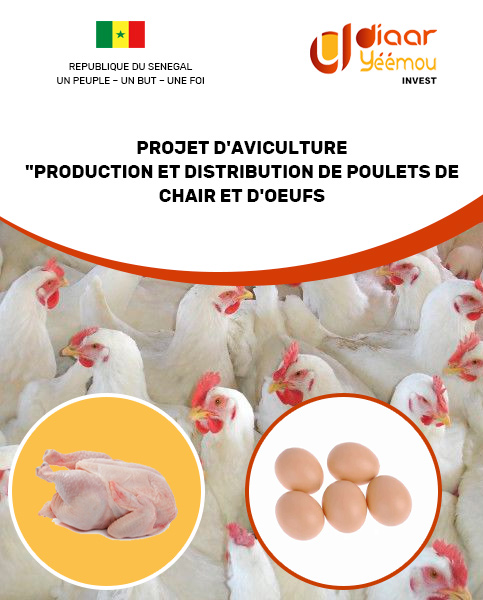 REPUBLIQUE DU SENEGAL
UN PEUPLE – UN BUT – UNE FOI
diaar
yéémou
INVEST
PROJET D'AVICULTURE
"PRODUCTION ET DISTRIBUTION DE POULETS DE
CHAIR ET D'OEUFS